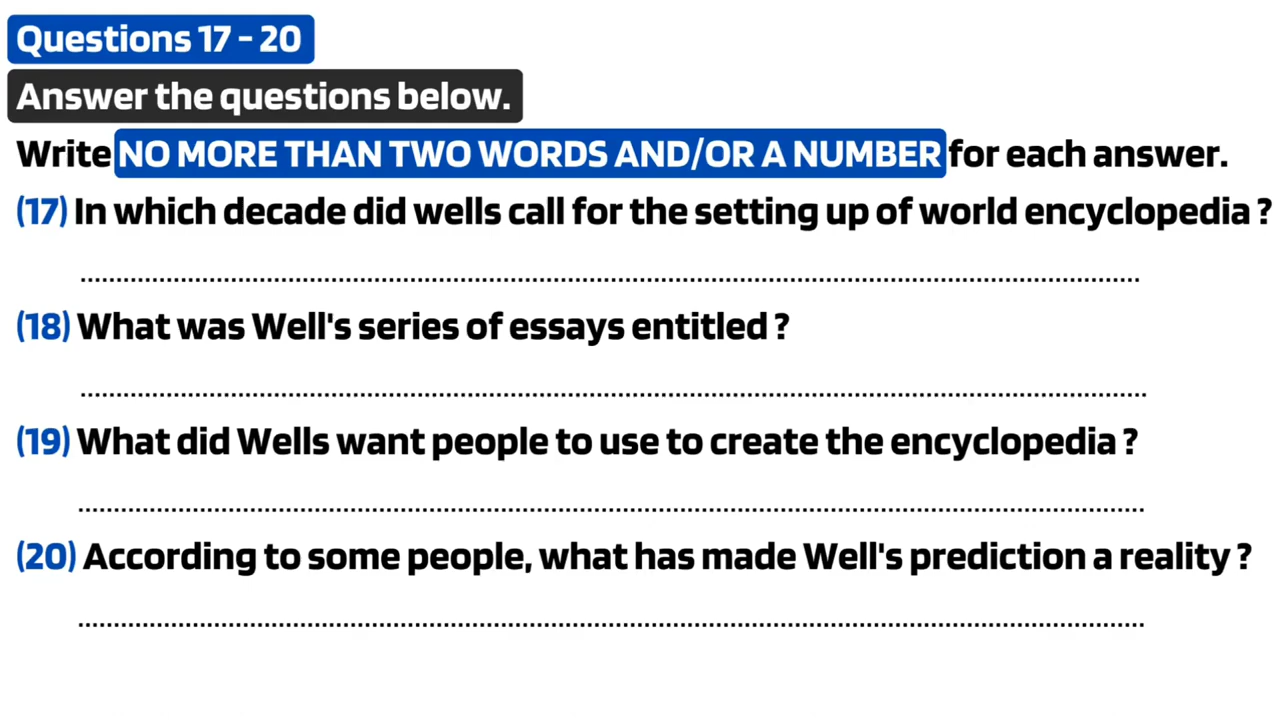 Questions 17 - 20
Answer the questions below.
Write NO MORE THAN TWO WORDS AND/OR A NUMBER for each answer.
(17) In which decade did wells call for the setting up of world encyclopedia ?
................................................................................
(18) What was Well's series of essays entitled ?
................................................................................
(19) What did Wells want people to use to create the encyclopedia ?
................................................................................
(20) According to some people, what has made Well's prediction a reality ?
................................................................................